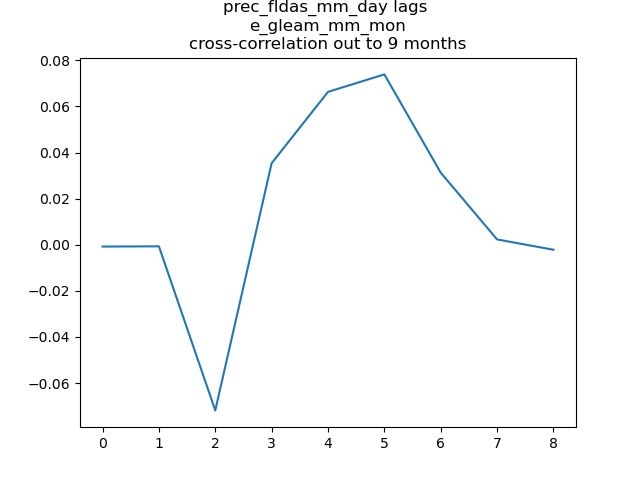 prec_fldas_mm_day lags
e_gleam_mm_mon
cross-correlation out to 9 months
0.08
0.06
0.04
0.02
0.00
−0.02
−0.04
−0.06
0 1 2 3 4 5 6 7 8